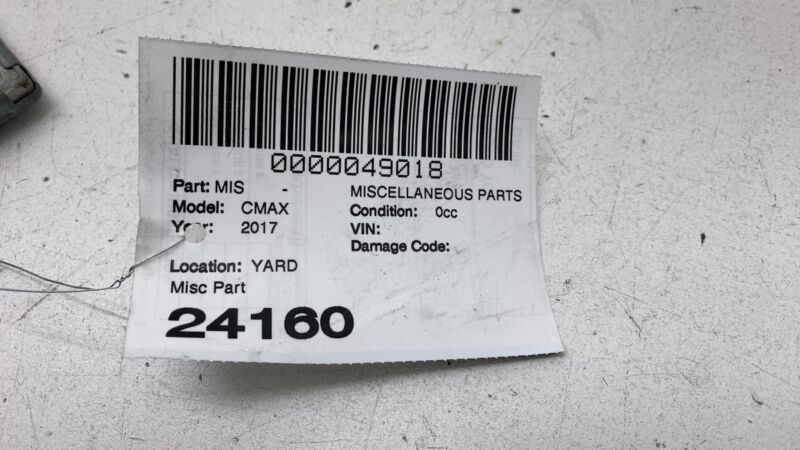 0000049018
Part: MIS - MISCELLANEOUS PARTS
Model: CMAX Condition: 0cc
Year: 2017 VIN:
Damage Code:
Location: YARD
Misc Part
24160